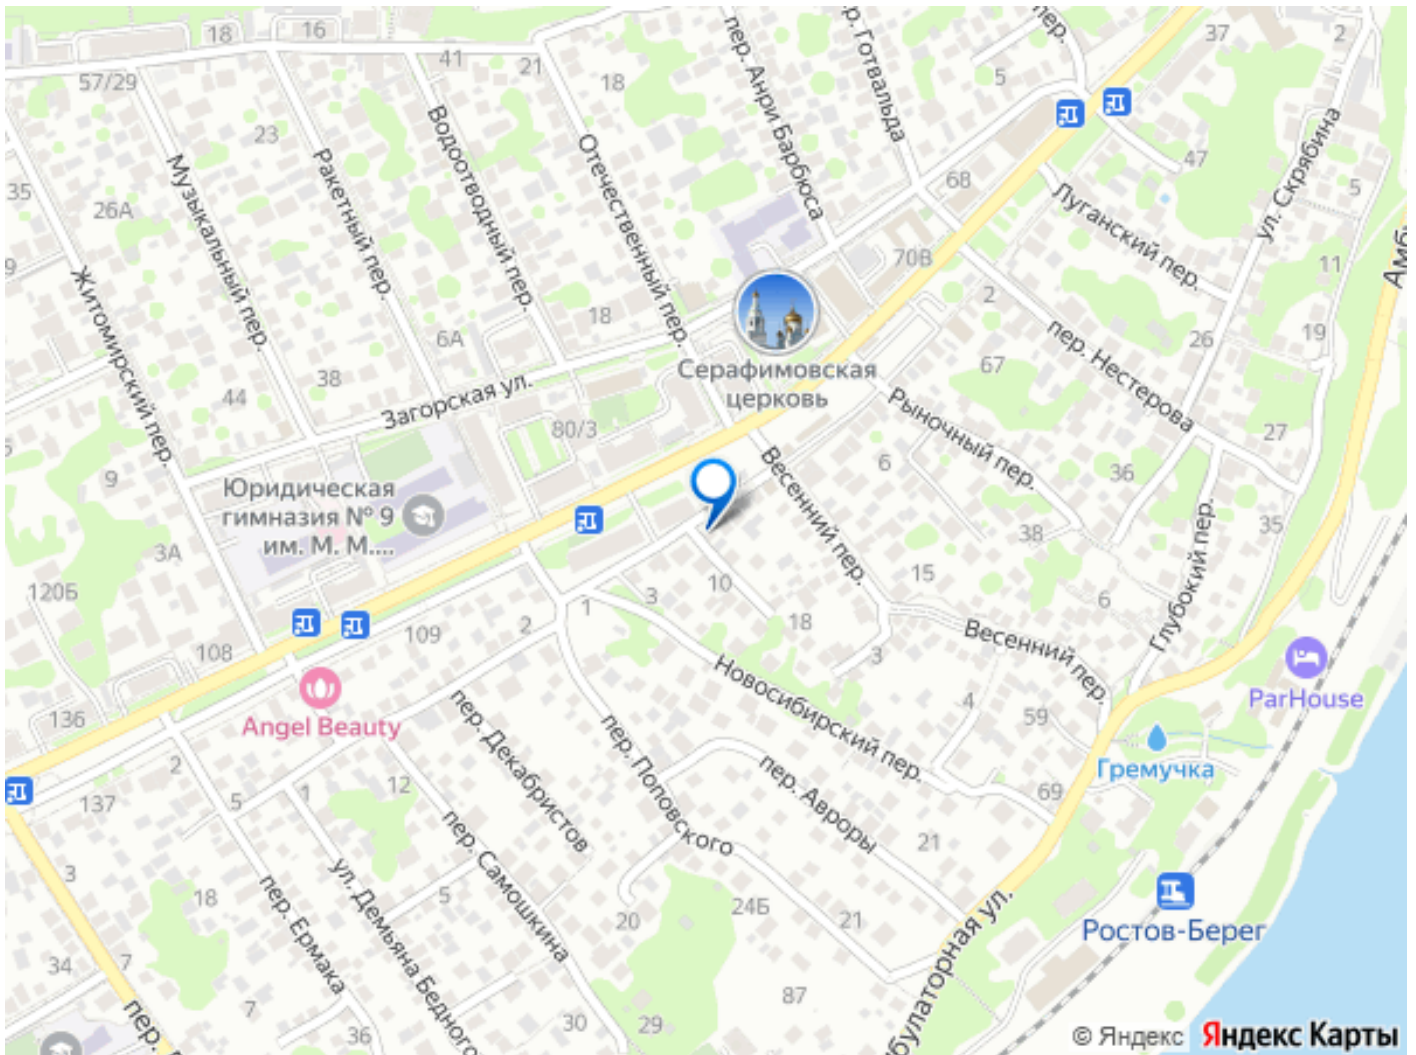 18
16
41
21
18
57/29
23
35
26А
9
Музыкальный пер.
Ракетный пер.
Водоотводный пер.
Отечественный пер.
пер. Анри Барбюса
р. Готвальда
пер.
5
37
2
47
68
Луганский пер.
ул. Скрябина
5
11
19
Амбу
70В
2
67
26
пер. Нестерова
27
Житомирский пер.
6А
18
38
44
Загорская ул.
80/3
Серафимовская
церковь
Рыночный пер.
6
36
38
35
Глубокий пер.
9
3А
120Б
Юридическая
гимназия № 9
им. М. М....
Весенний пер.
15
6
10
18
3
1
2
3
109
108
136
Весенний пер.
4
59
69
Новосибирский пер.
ParHouse
Гремучка
Angel Beauty
2
137
5
1
12
пер. Декабристов
пер. Поповского
пер. Авроры
21
пер. Самошкина
ул. Демьяна Бедного
пер. Ермака
3
18
34
7
7
36
5
20
24Б
21
87
29
30
булаторная ул.
Ростов-Берег
пер.
© Яндекс Яндекс Карты